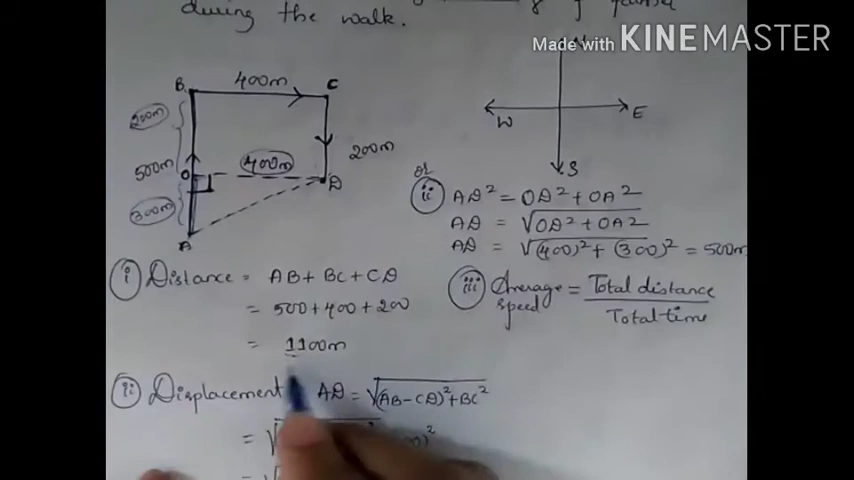 during the walk.
Made with KINEMASTER
N
W
E
S
B
400m
C
200m
500m
O
400m
D
200m
300m
A
(i) Distance = AB + BC + CD
= 500 + 400 + 200
= 1100m
(ii) Displacement AD = √(AB-CD)²+BC²
= √
= √
or
(ii) AD² = OD² + OA²
AD = √OD² + OA²
AD = √(400)² + (300)² = 500m
(iii) Average speed = Total distance
Total time